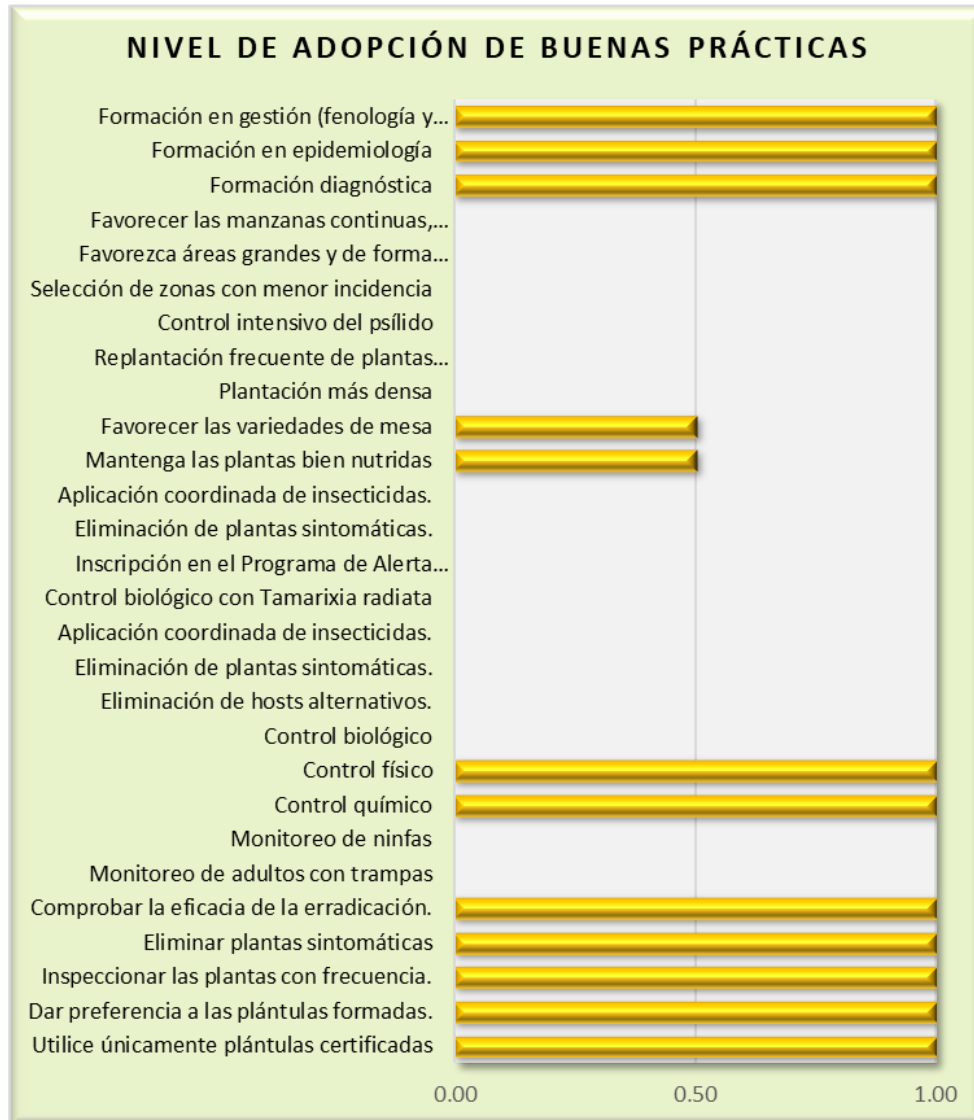 NIVEL DE ADOPCIÓN DE BUENAS PRÁCTICAS
Formación en gestión (fenología y...
Formación en epidemiología
Formación diagnóstica
Favorecer las manzanas continuas,...
Favorezca áreas grandes y de forma...
Selección de zonas con menor incidencia
Control intensivo del psílido
Replantación frecuente de plantas...
Plantación más densa
Favorecer las variedades de mesa
Mantenga las plantas bien nutridas
Aplicación coordinada de insecticidas.
Eliminación de plantas sintomáticas.
Inscripción en el Programa de Alerta...
Control biológico con Tamarixia radiata
Aplicación coordinada de insecticidas.
Eliminación de plantas sintomáticas.
Eliminación de hosts alternativos.
Control biológico
Control físico
Control químico
Monitoreo de ninfas
Monitoreo de adultos con trampas
Comprobar la eficacia de la erradicación.
Eliminar plantas sintomáticas
Inspeccionar las plantas con frecuencia.
Dar preferencia a las plántulas formadas.
Utilice únicamente plántulas certificadas
0.00 0.50 1.00